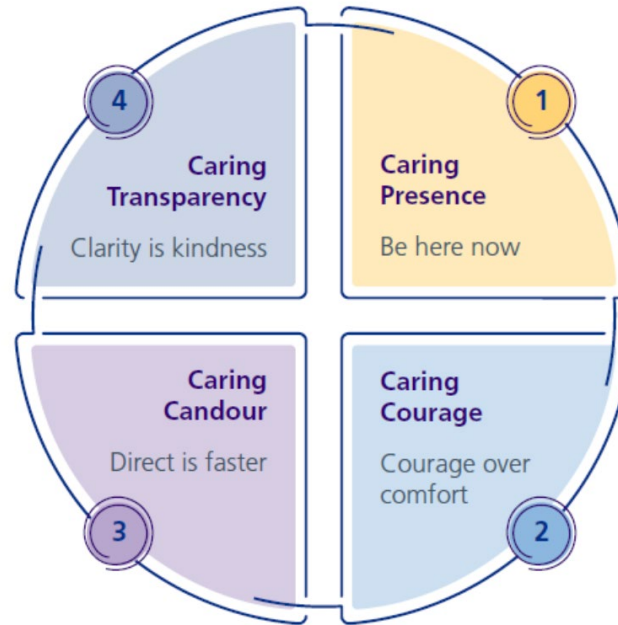 1
Caring
Presence
Be here now
2
Caring
Courage
Courage over
comfort
3
Caring
Candour
Direct is faster
4
Caring
Transparency
Clarity is kindness